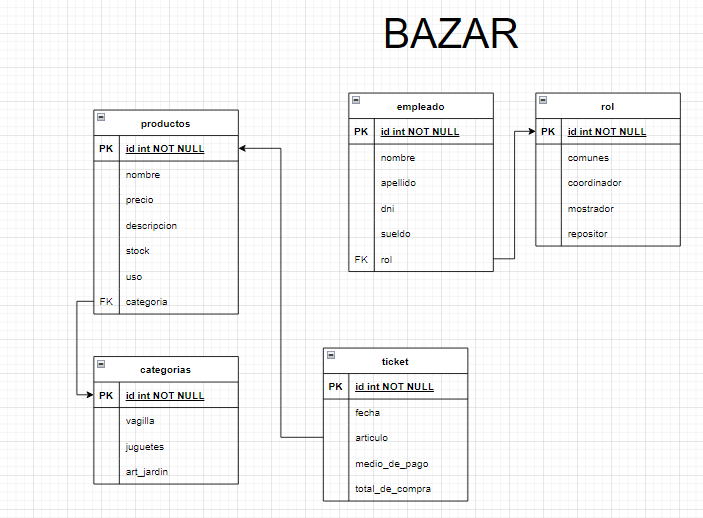 BAZAR
productos
PK id int NOT NULL
nombre
precio
descripcion
stock
uso
FK categoria
empleado
PK id int NOT NULL
nombre
apellido
dni
sueldo
FK rol
rol
PK id int NOT NULL
comunes
coordinador
mostrador
repositor
categorias
PK id int NOT NULL
vagilla
juguetes
art_jardin
ticket
PK id int NOT NULL
fecha
articulo
medio_de_pago
total_de_compra